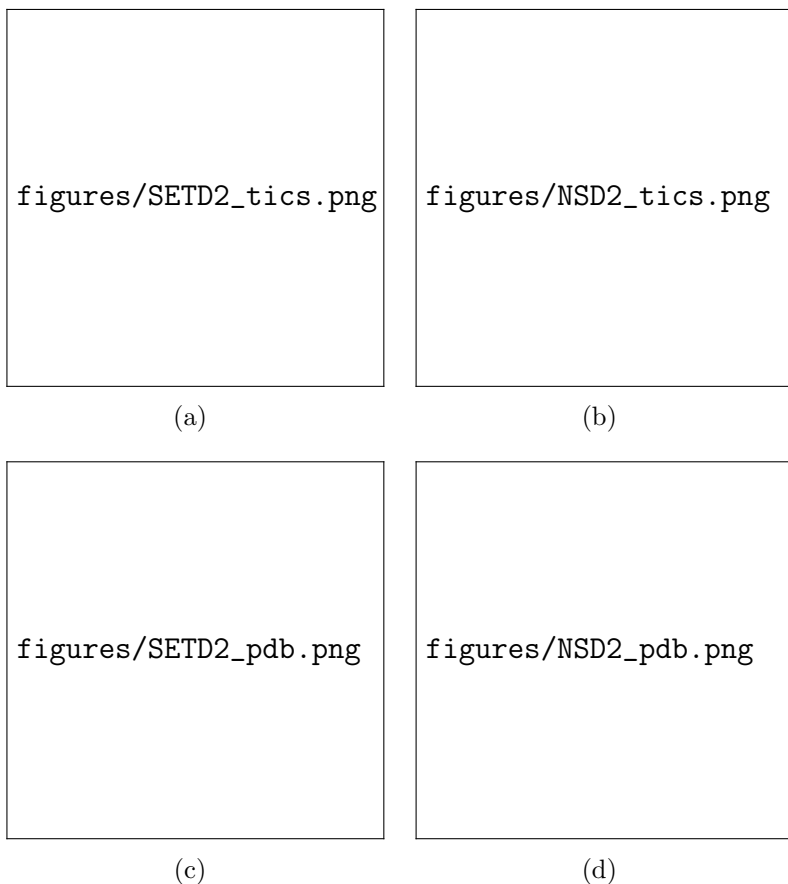 figures/SETD2_tics.png
figures/NSD2_tics.png
(a)
(b)
figures/SETD2_pdb.png
figures/NSD2_pdb.png
(c)
(d)